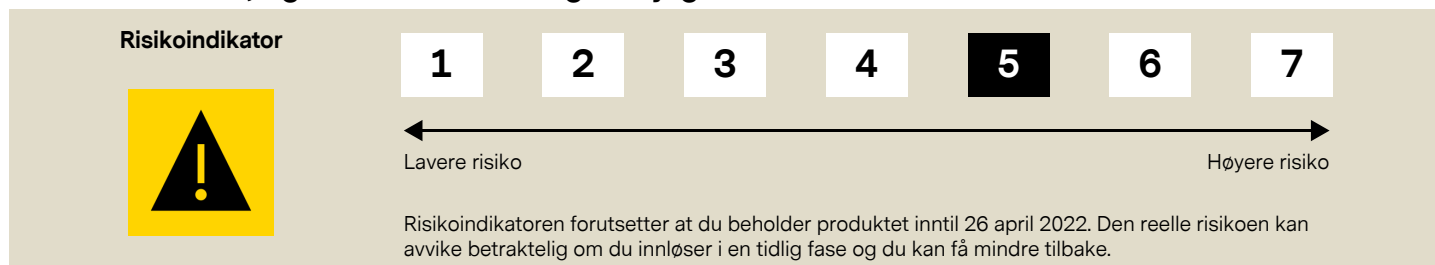 Risikoindikator
1 2 3 4 5 6 7
Lavere risiko Høyere risiko
Risikoindikatoren forutsetter at du beholder produktet inntil 26 april 2022. Den reelle risikoen kan
avvike betraktelig om du innløser i en tidlig fase og du kan få mindre tilbake.